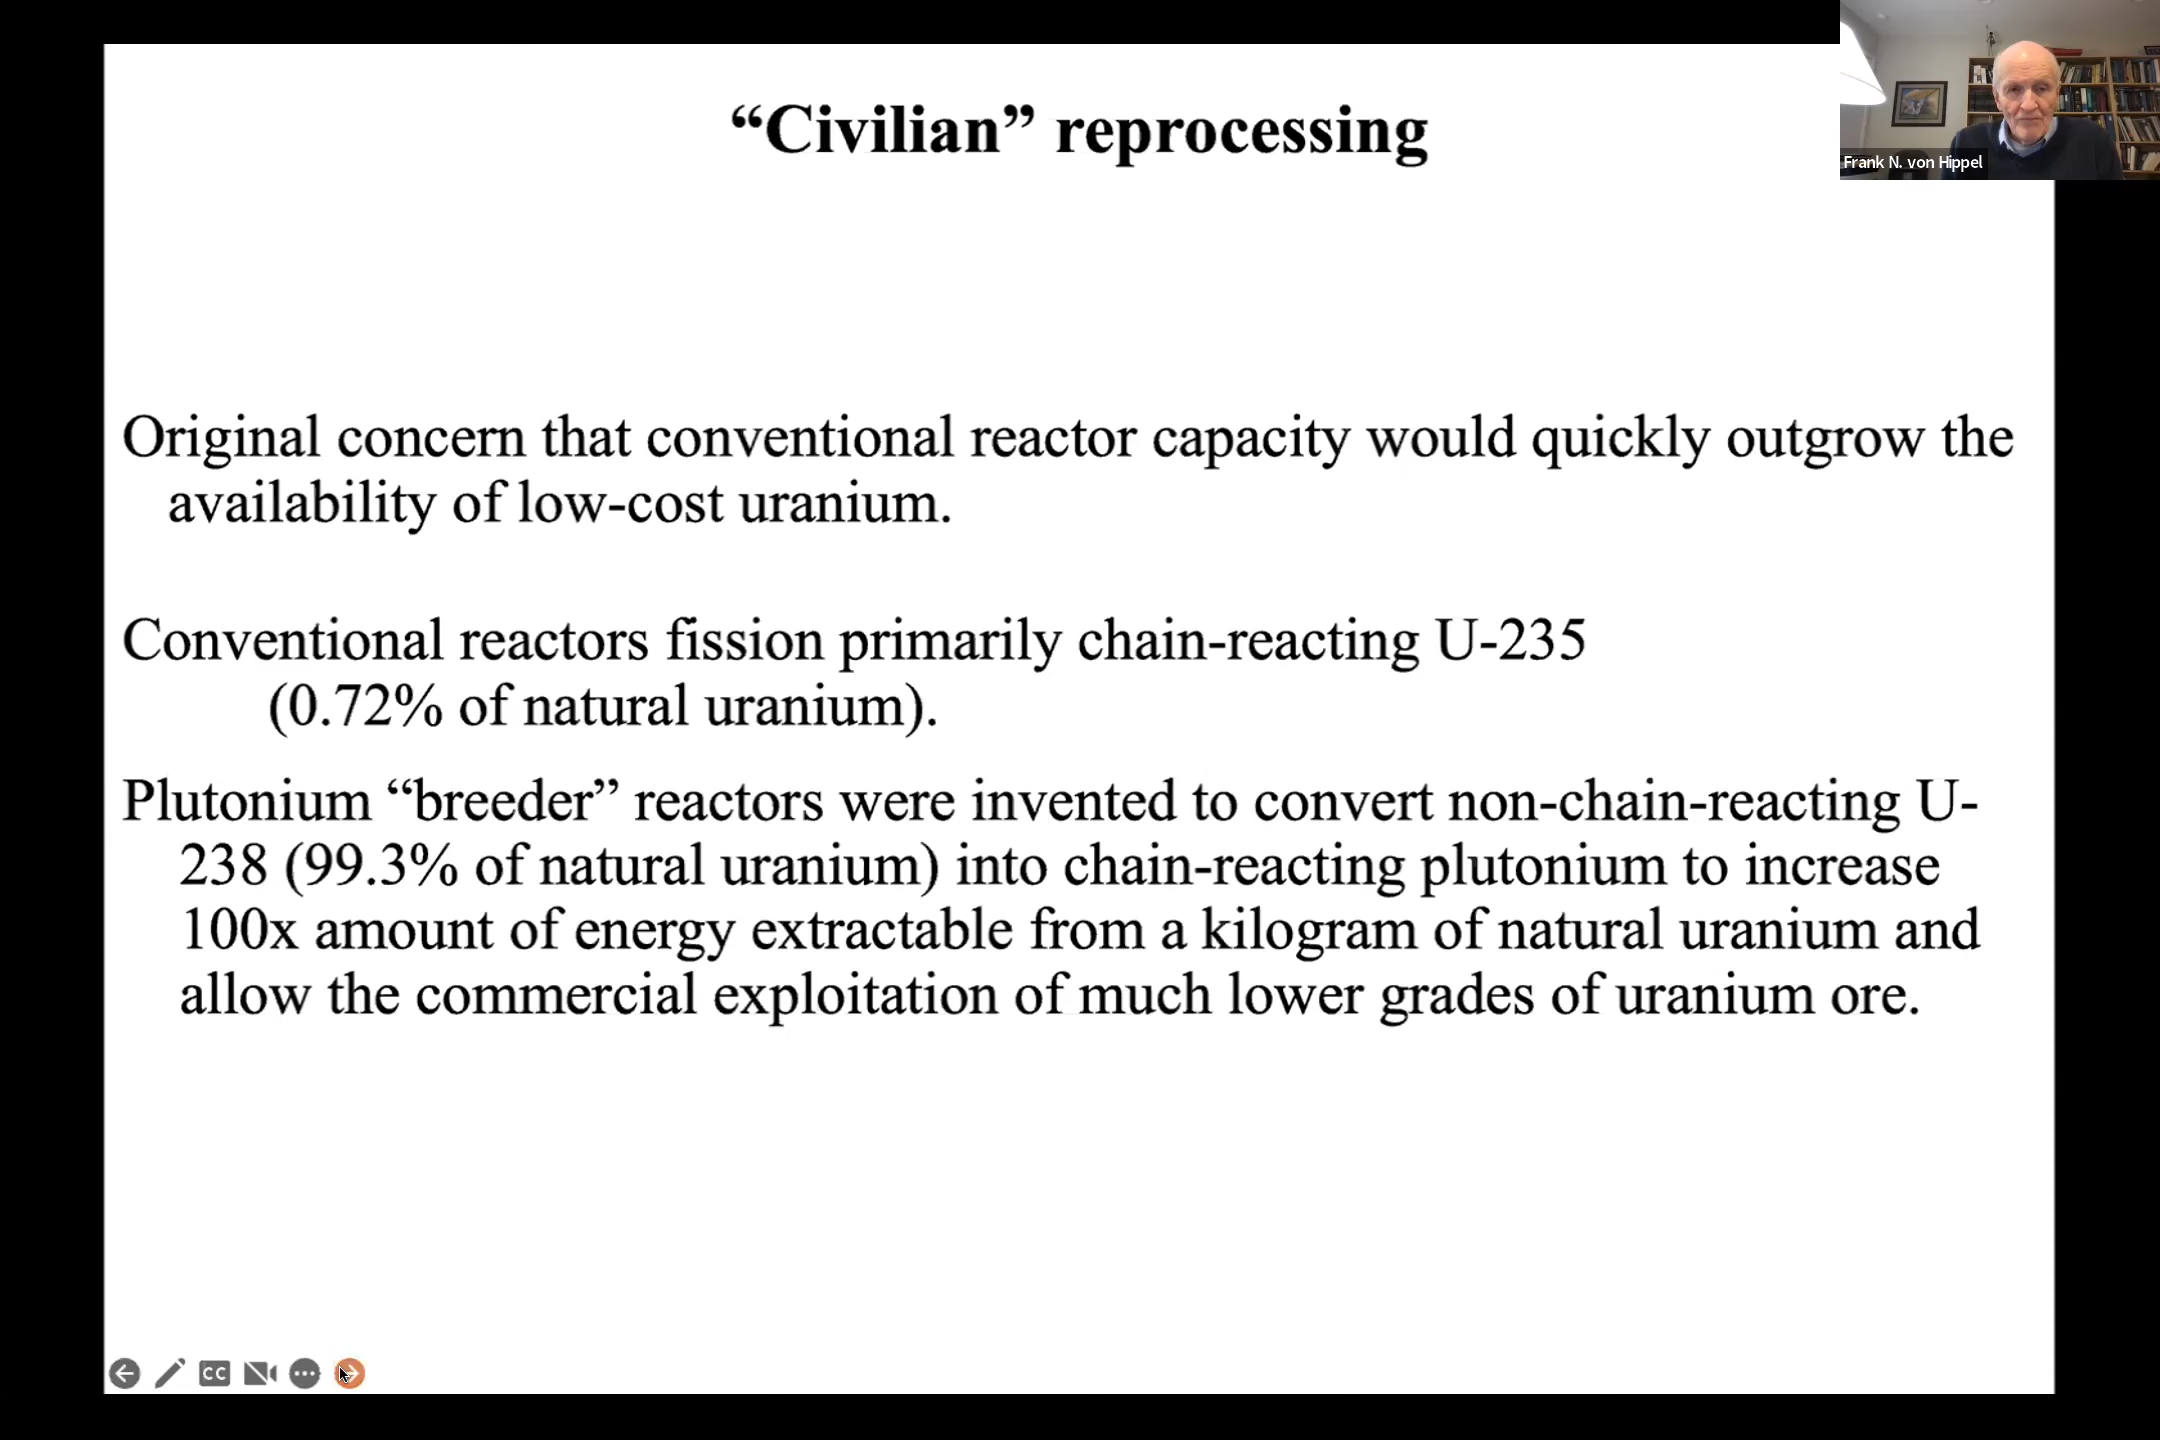 “Civilian” reprocessing
Frank N. von Hippel
Original concern that conventional reactor capacity would quickly outgrow the
availability of low-cost uranium.
Conventional reactors fission primarily chain-reacting U-235
(0.72% of natural uranium).
Plutonium “breeder” reactors were invented to convert non-chain-reacting U-
238 (99.3% of natural uranium) into chain-reacting plutonium to increase
100x amount of energy extractable from a kilogram of natural uranium and
allow the commercial exploitation of much lower grades of uranium ore.
CC